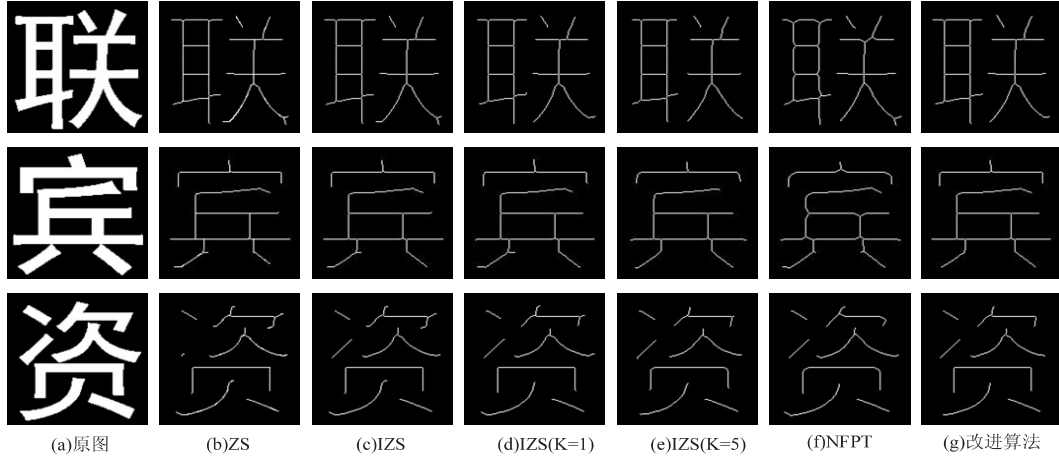 联 联 联 联 联 联 联
宾 宾 宾 宾 宾 宾 宾
资 资 资 资 资 资 资
(a)原图 (b)ZS (c)IZS (d)IZS(K=1) (e)IZS(K=5) (f)NFPT (g)改进算法